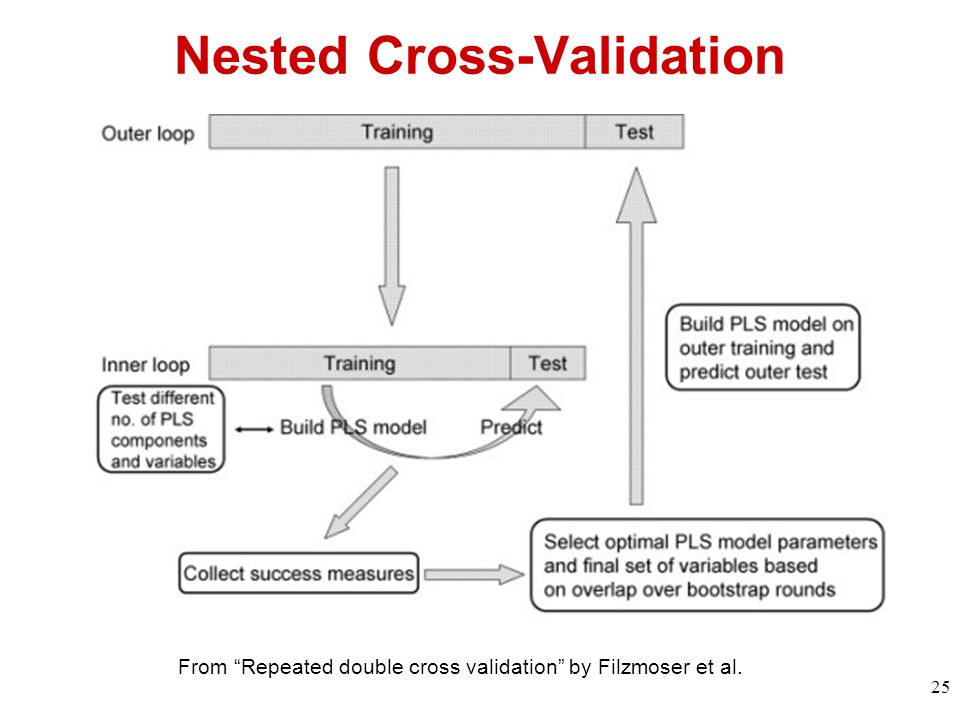 Nested Cross-Validation
Outer loop
Training
Test
Build PLS model on
outer training and
predict outer test
Inner loop
Training
Test
Test different
no. of PLS
components
and variables
Build PLS model
Predict
Collect success measures
Select optimal PLS model parameters
and final set of variables based
on overlap over bootstrap rounds
From “Repeated double cross validation” by Filzmoser et al.
25